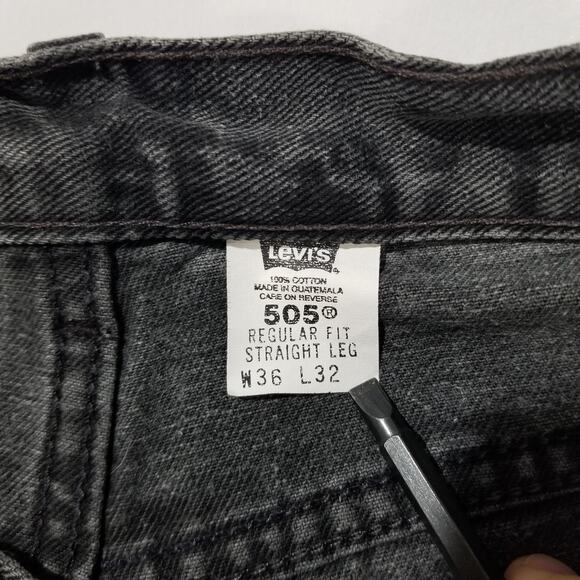 Levi's
100% COTTON
MADE IN GUATEMALA
CARE ON REVERSE
505®
REGULAR FIT
STRAIGHT LEG
W36 L32